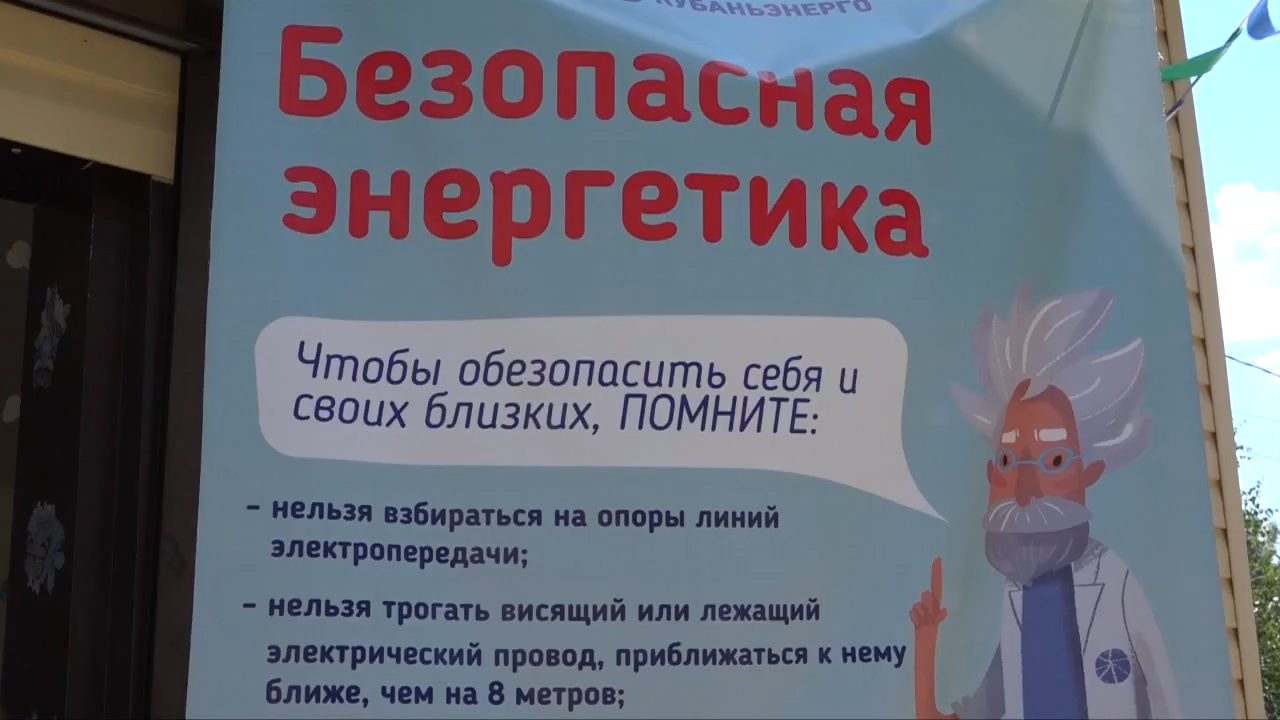 КУБАНЬЭНЕРГО
Безопасная
энергетика
Чтобы обезопасить себя и
своих близких, ПОМНИТЕ:
- нельзя взбираться на опоры линий
электропередачи;
- нельзя трогать висящий или лежащий
электрический провод, приближаться к нему
ближе, чем на 8 метров;